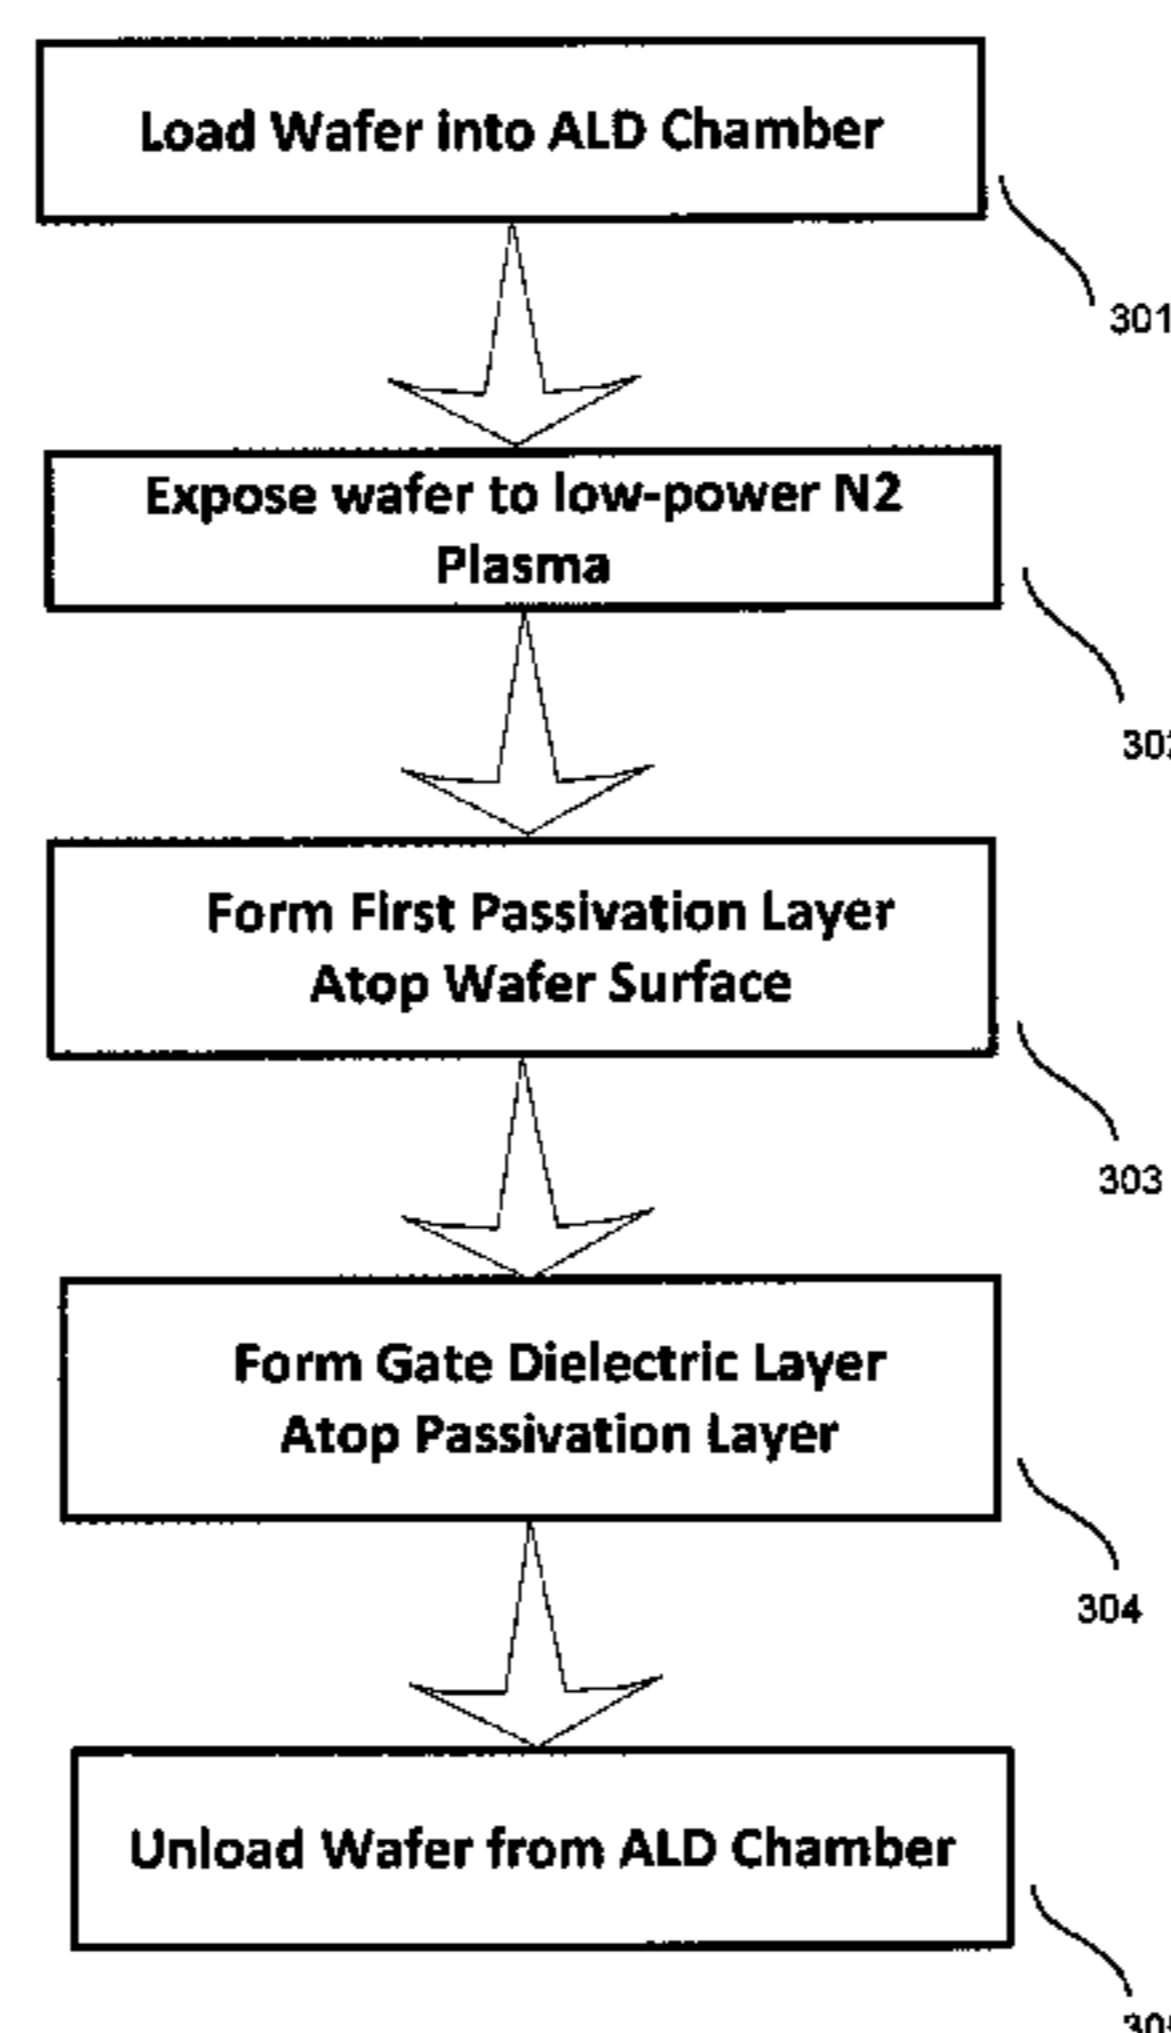 Load Wafer into ALD Chamber
301
Expose wafer to low-power N2
Plasma
302
Form First Passivation Layer
Atop Wafer Surface
303
Form Gate Dielectric Layer
Atop Passivation Layer
304
Unload Wafer from ALD Chamber